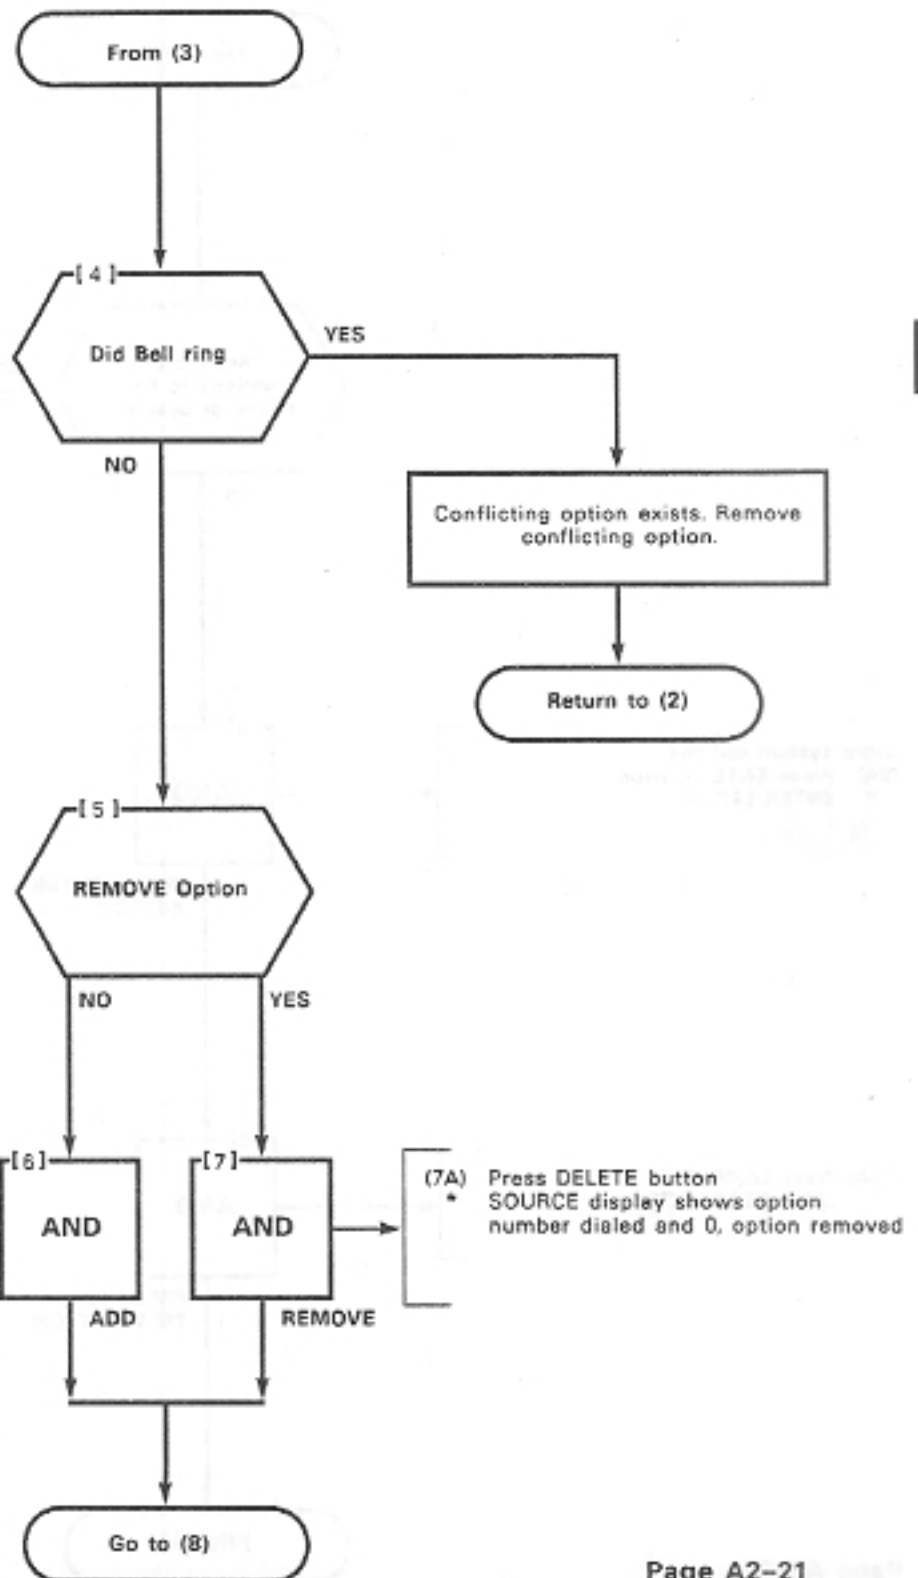 From (3)
[4]
Did Bell ring
YES
NO
Conflicting option exists. Remove
conflicting option.
Return to (2)
[5]
REMOVE Option
NO
YES
[6]
AND
ADD
[7]
AND
REMOVE
(7A) Press DELETE button
* SOURCE display shows option
number dialed and 0, option removed
Go to (8)
Page A2-21